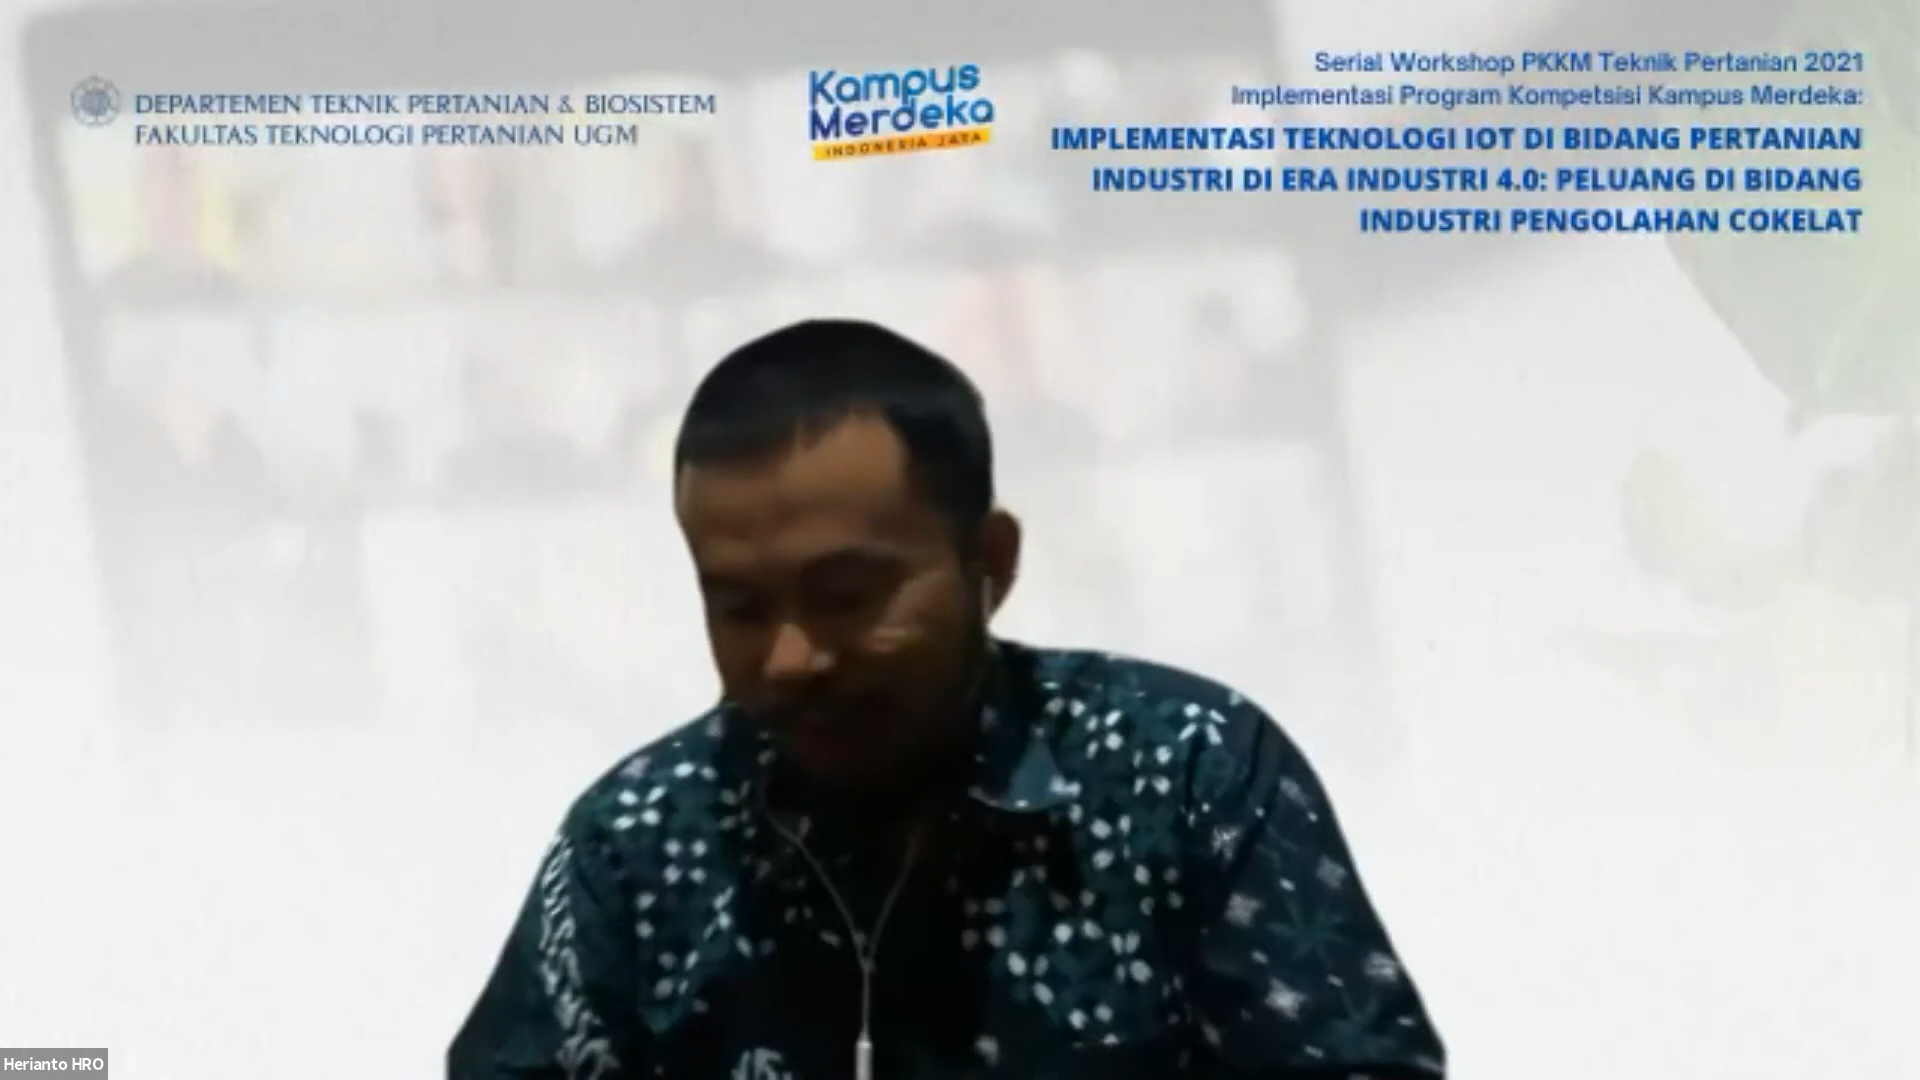 DEPARTEMEN TEKNIK PERTANIAN & BIOSISTEM
FAKULTAS TEKNOLOGI PERTANIAN UGM
Kampus
Merdeka
INDONESIA JAYA
Serial Workshop PKKM Teknik Pertanian 2021
Implementasi Program Kompetsisi Kampus Merdeka:
IMPLEMENTASI TEKNOLOGI IOT DI BIDANG PERTANIAN
INDUSTRI DI ERA INDUSTRI 4.0: PELUANG DI BIDANG
INDUSTRI PENGOLAHAN COKELAT
Herianto HRO